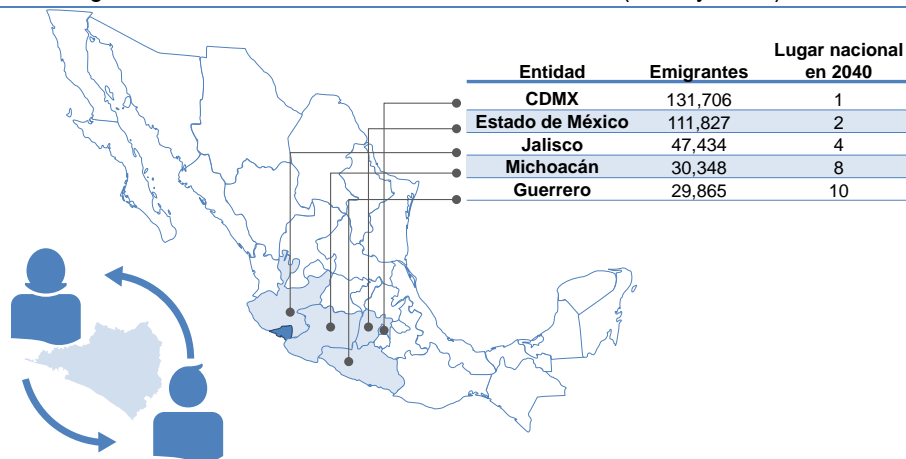 Lugar nacional
Entidad Emigrantes en 2040
CDMX 131,706 1
Estado de México 111,827 2
Jalisco 47,434 4
Michoacán 30,348 8
Guerrero 29,865 10